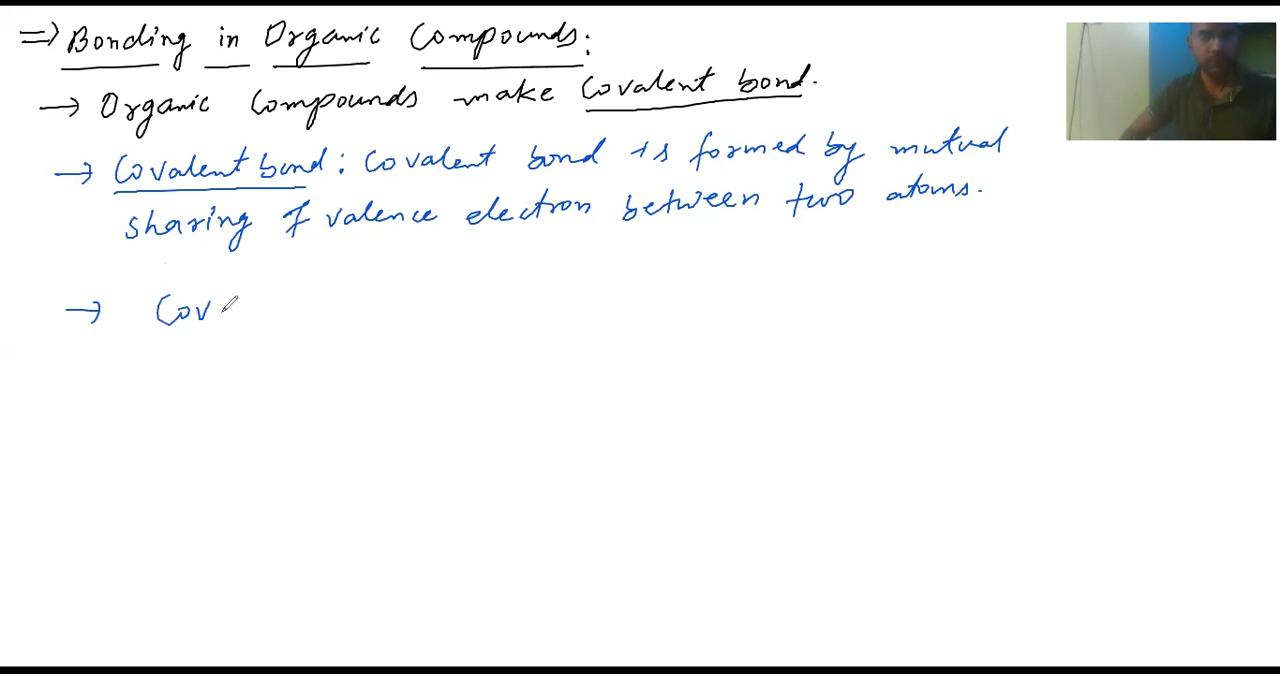 => Bonding in Organic Compounds:
→ Organic Compounds make Covalent bond.
→ Covalent bond: Covalent bond is formed by mutual
sharing of valence electron between two atoms.
→ Cov